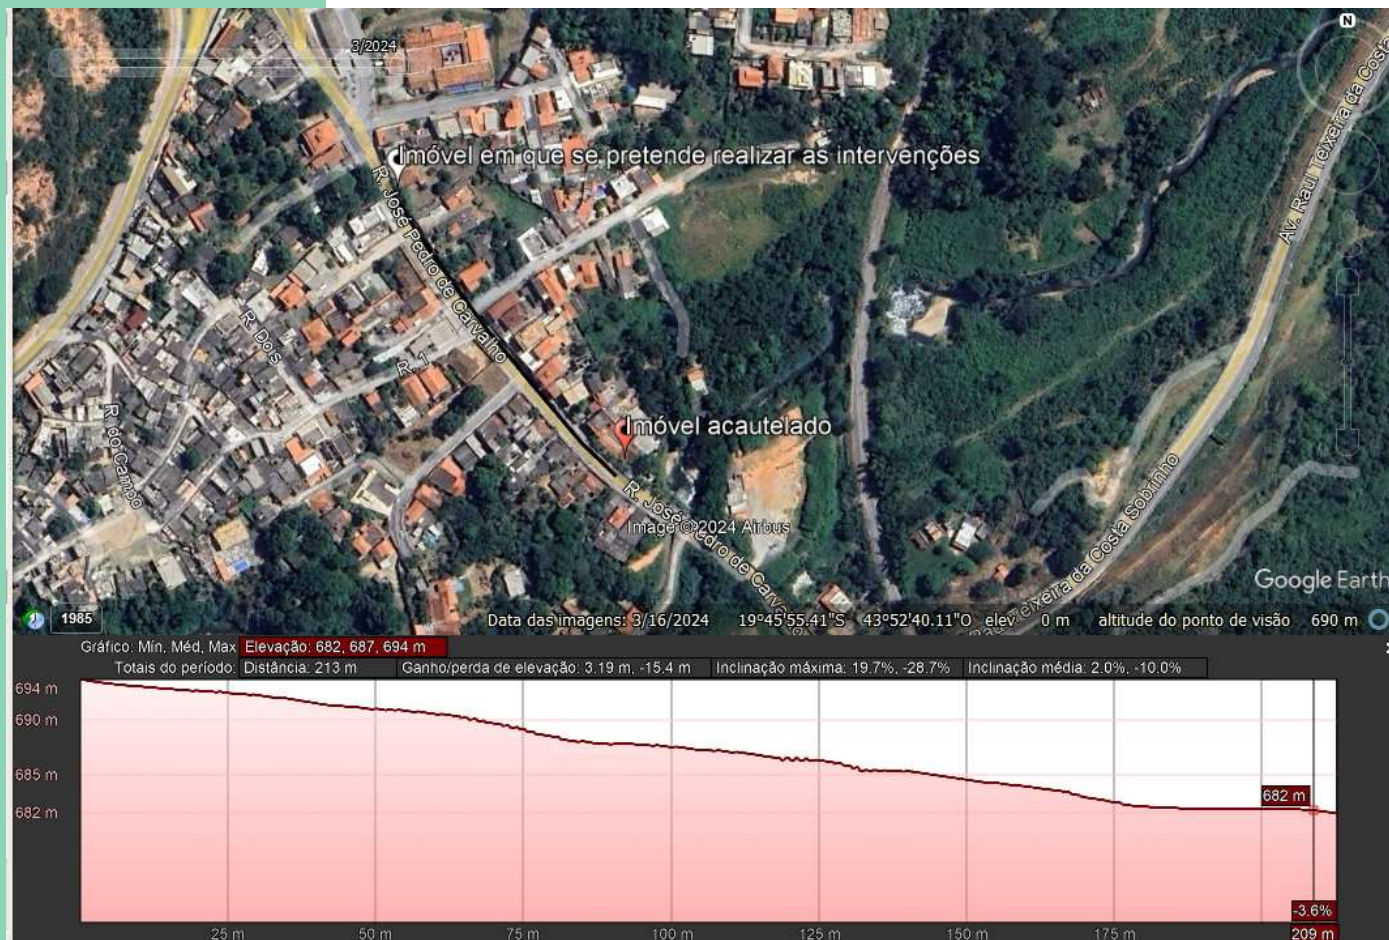 N
3/2024
Imóvel em que se pretende realizar as intervenções
R. José Pedro de Carvalho
Av. Raul Teixeira da Costa
R. Dois
R. 1
R. do Campo
Imóvel acautelado
R. José Pedro de Carvalho
Image © 2024 Airbus
Raul Teixeira da Costa Sobrinho
Google Earth
1985
Data das imagens: 3/16/2024 19°45'55.41"S 43°52'40.11"O elev 0 m altitude do ponto de visão 690 m
Gráfico: Mín, Méd, Max Elevação: 682, 687, 694 m
Totais do período: Distância: 213 m Ganho/perda de elevação: 3.19 m, -15.4 m Inclinação máxima: 19.7%, -28.7% Inclinação média: 2.0%, -10.0%
694 m
690 m
685 m
682 m
682 m
-3.6%
25 m 50 m 75 m 100 m 125 m 150 m 175 m 209 m